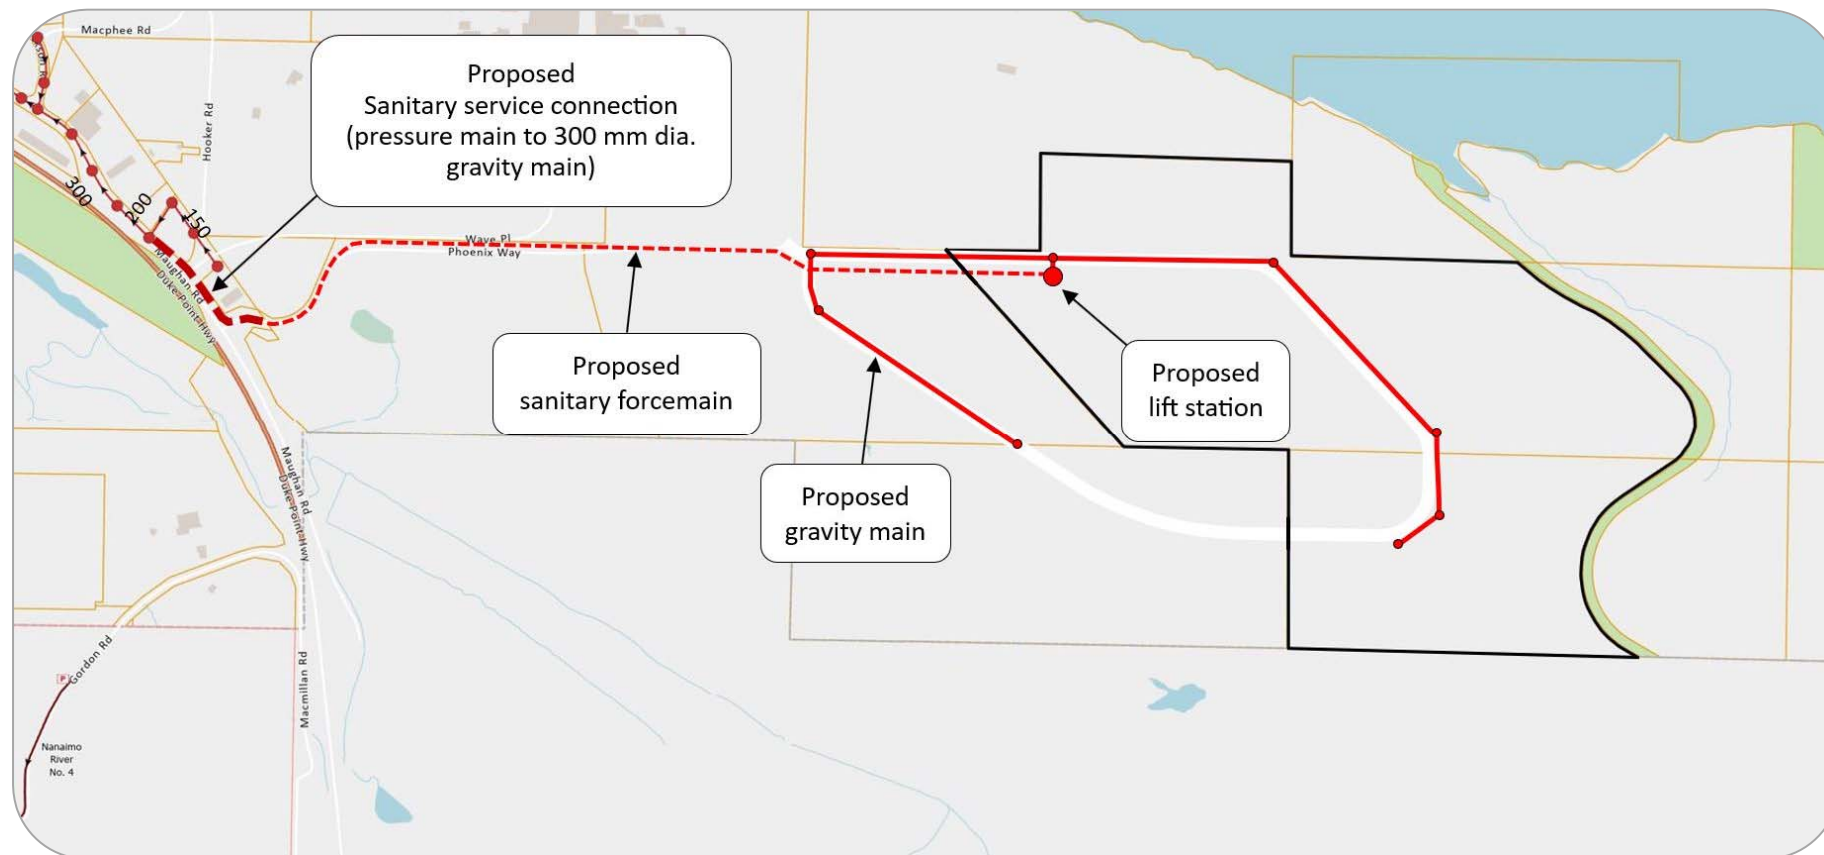 Macphee Rd
Hooker Rd
Proposed
Sanitary service connection
(pressure main to 300 mm dia.
gravity main)
300
200
150
Maughan Rd
Duke Point Hwy
Wave Pl
Phoenix Way
Proposed
sanitary forcemain
Proposed
lift station
Proposed
gravity main
Maughan Rd
Duke Point Hwy
Gordon Rd
P
Macmillan Rd
Nanaimo
River
No. 4